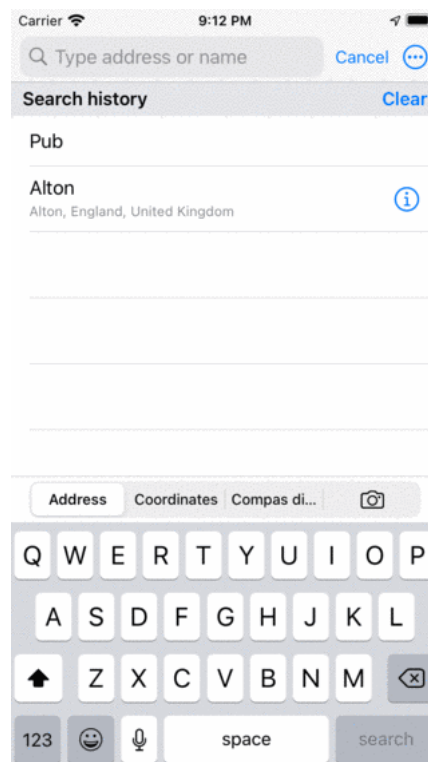 Carrier 9:12 PM
Type address or name Cancel
Search history Clear
Pub
Alton
Alton, England, United Kingdom
Address Coordinates Compas di...
Q W E R T Y U I O P
A S D F G H J K L
Z X C V B N M
123 space search